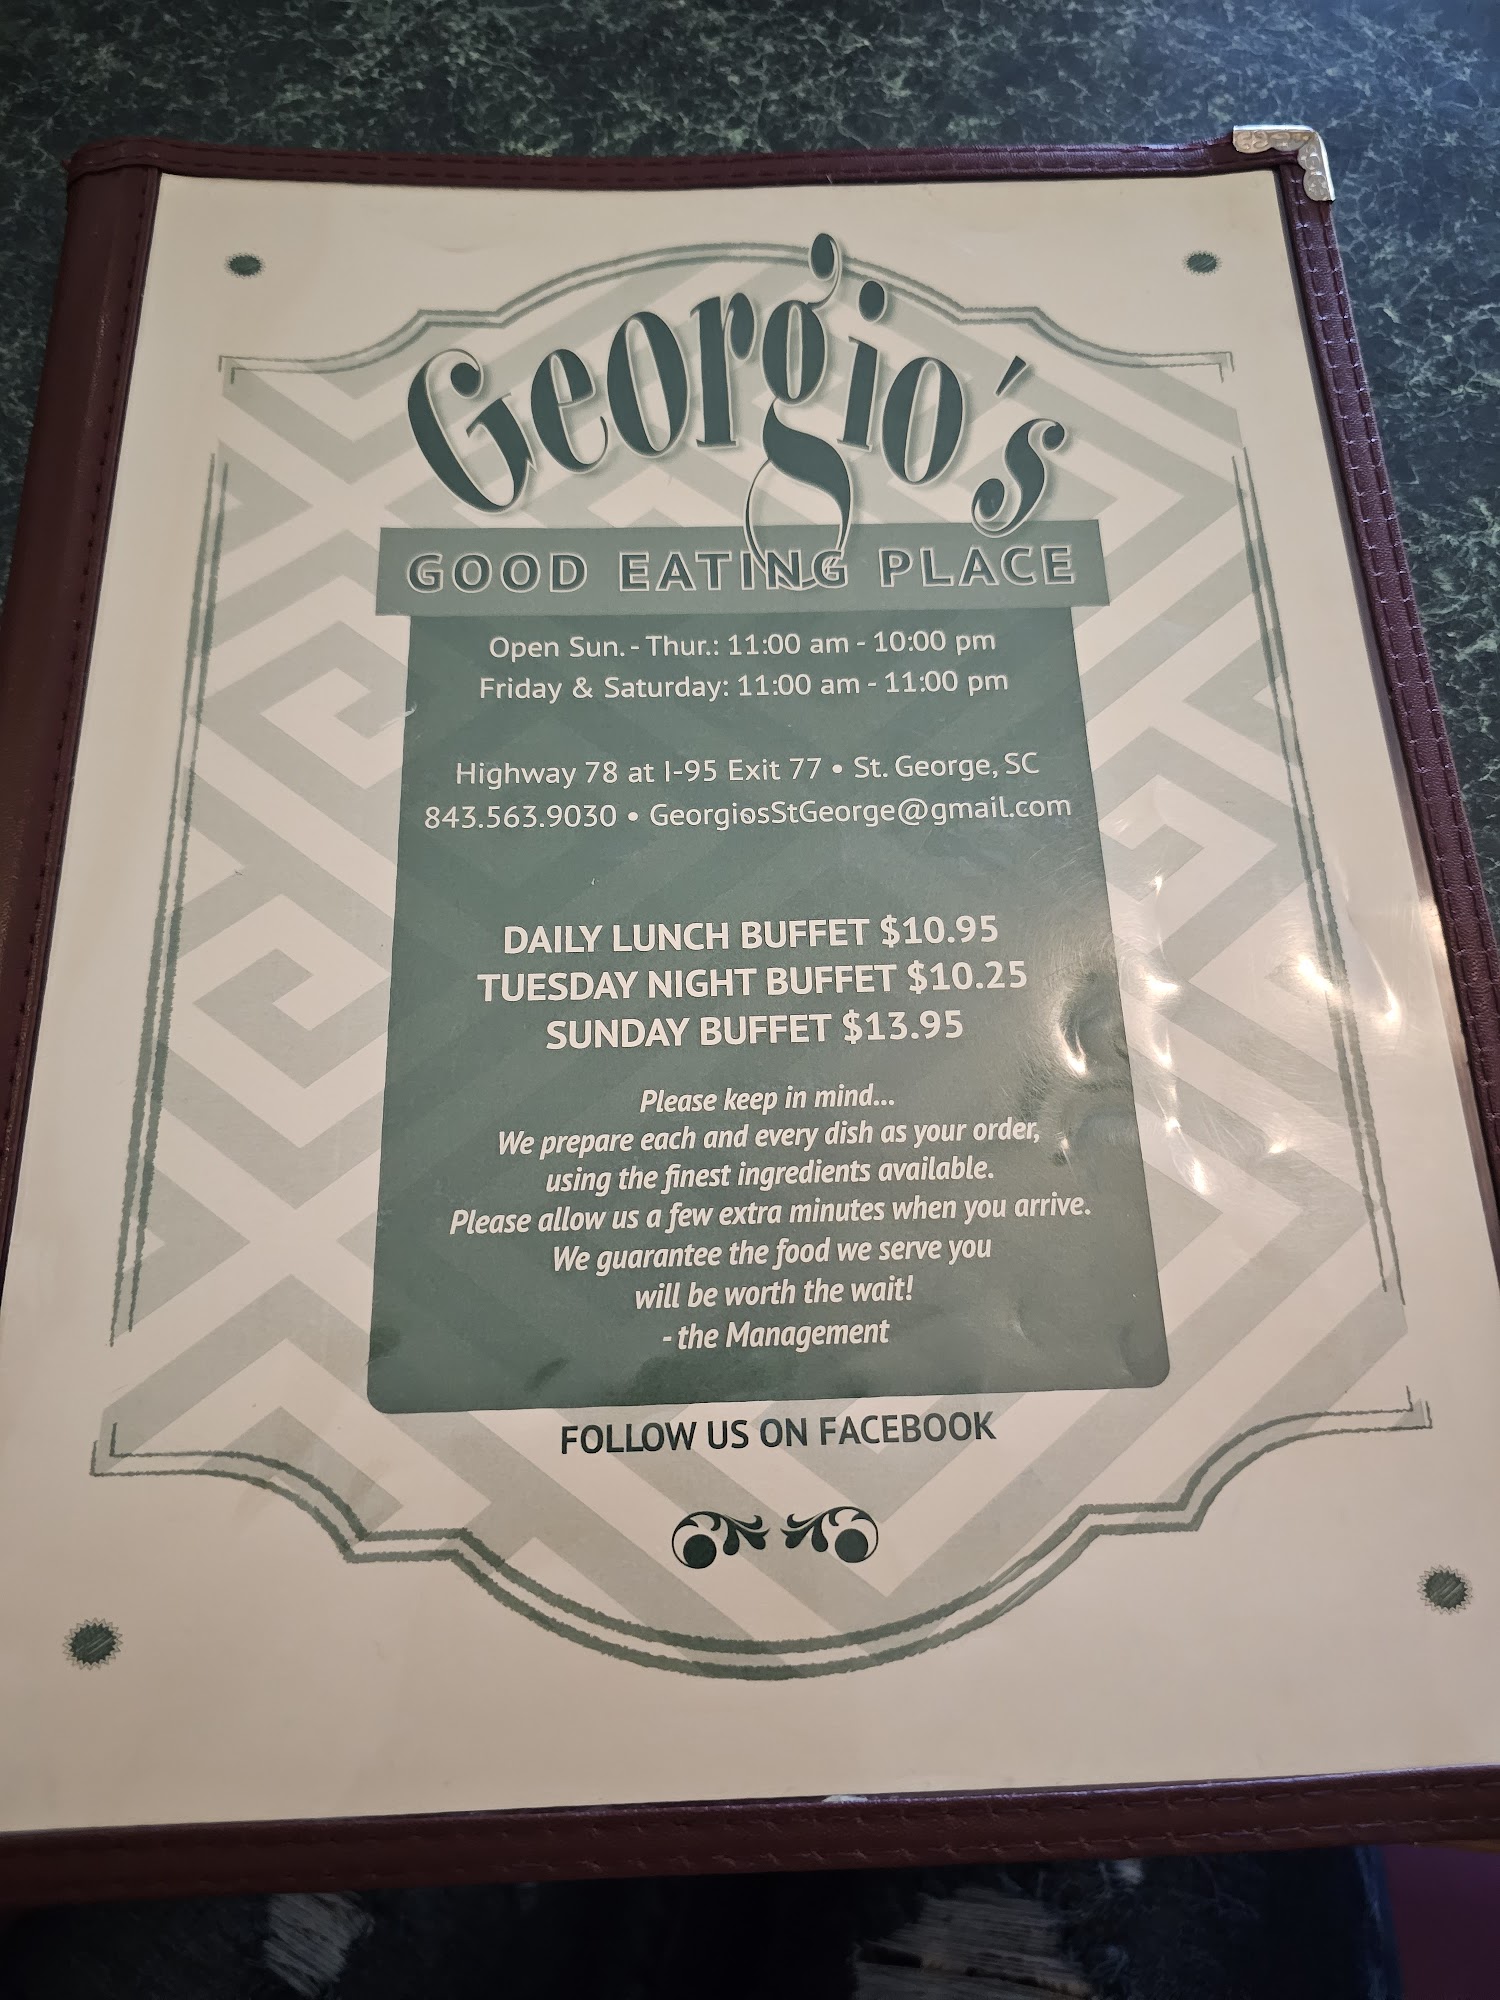 Georgio's
GOOD EATING PLACE
Open Sun. - Thur.: 11:00 am - 10:00 pm
Friday & Saturday: 11:00 am - 11:00 pm
Highway 78 at I-95 Exit 77 • St. George, SC
843.563.9030 • GeorgiosStGeorge@gmail.com
DAILY LUNCH BUFFET $10.95
TUESDAY NIGHT BUFFET $10.25
SUNDAY BUFFET $13.95
Please keep in mind...
We prepare each and every dish as your order,
using the finest ingredients available.
Please allow us a few extra minutes when you arrive.
We guarantee the food we serve you
will be worth the wait!
- the Management
FOLLOW US ON FACEBOOK